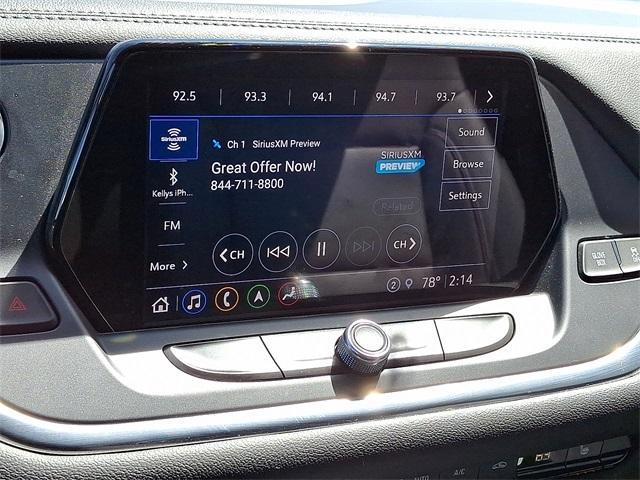 92.5 93.3 94.1 94.7 93.7
SiriusXM
Ch 1 SiriusXM Preview
Sound
Great Offer Now!
844-711-8800
SIRIUSXM
PREVIEW
Browse
Kellys iPh...
Settings
Related
FM
CH CH
More
2 78° 2:14
GLOVE
BOX
A/C
AUTO